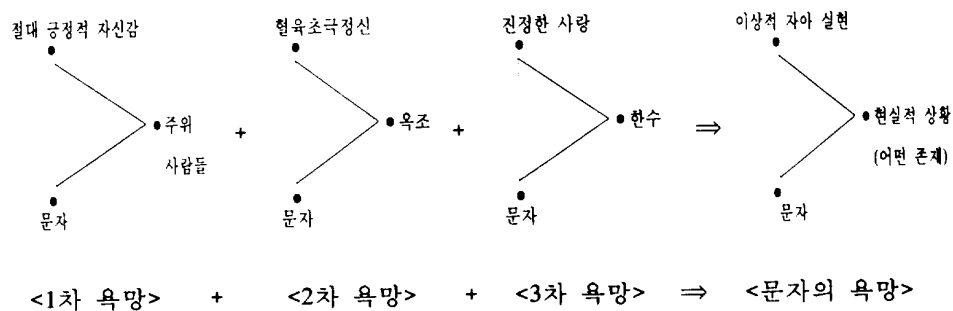 절대 긍정적 자신감 혈육초극정신 진정한 사랑 이상적 자아 실현
주위 + 옥조 + 한수 ⇒ 현실적 상황
사람들 (어떤 존재)
문자 문자 문자 문자
<1차 욕망> + <2차 욕망> + <3차 욕망> ⇒ <문자의 욕망>